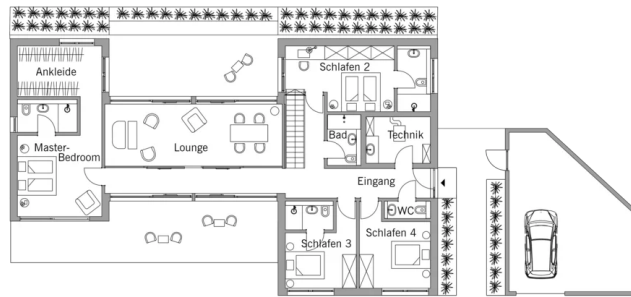 Ankleide
Schlafen 2
Master-
Bedroom
Lounge
Bad
Technik
Eingang
WC
Schlafen 3
Schlafen 4